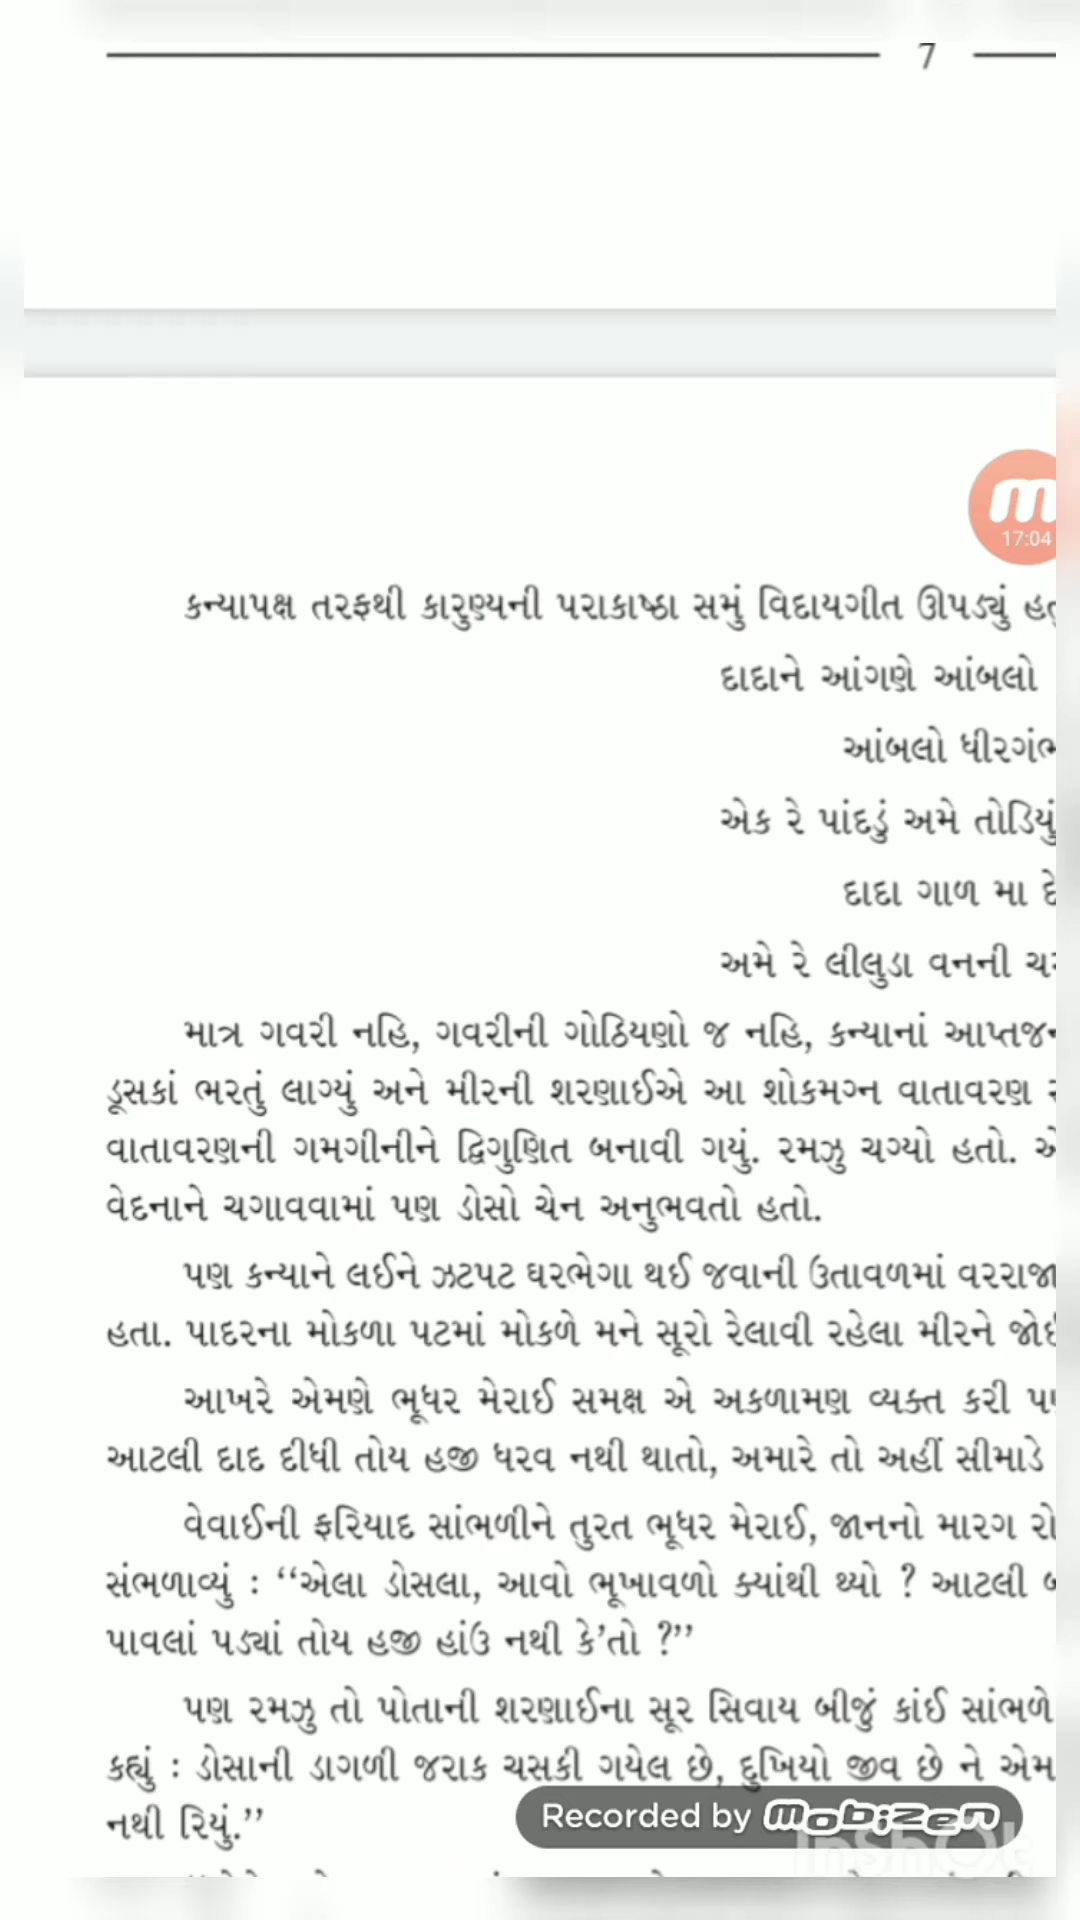 7
m
17:04
કન્યાપક્ષ તરફથી કારુણ્યની પરાકાષ્ઠા સમું વિદાયગીત ઊપડ્યું
દાદાને આંગણે આંબલો
આંબલો
એક રે પાંદડું અમે તોડિયું
દાદા ગાળ મા
અમે રે લીલુડા વનની
માત્ર ગવરી નહિ, ગવરીની ગોઠિયણો જ નહિ, કન્યાનાં
ડૂસકાં ભરતું લાગ્યું અને મીરની શરણાઈએ આ શોકમગ્ન વાતાવરણ
વાતાવરણની ગમગીનીને દ્વિગુણિત બનાવી ગયું. રમઝુ ચગ્યો હતો.
વેદનાને ચગાવવામાં પણ ડોસો ચેન અનુભવતો હતો.
પણ કન્યાને લઈને ઝટપટ ઘરભેગા થઈ જવાની ઉતાવળમાં વરરાજા
હતા. પાદરના મોકળા પટમાં મોકળે મને સૂરો રેલાવી રહેલા મીરને
આખરે એમણે ભૂધર મેરાઈ સમક્ષ એ અકળામણ વ્યક્ત કરી
આટલી દાદ દીધી તોય હજી ધરવ નથી થાતો, અમારે તો અહીં સીમાડે
વેવાઈની ફરિયાદ સાંભળીને તુરત ભૂધર મેરાઈ, જાનનો મારગ
સંભળાવ્યું : ‘‘એલા ડોસલા, આવો ભૂખાવળો ક્યાંથી થ્યો ? આટલી
પાવલાં પડ્યાં તોય હજી હાંઉ નથી કે’તો ?’’
પણ રમઝુ તો પોતાની શરણાઈના સૂર સિવાય બીજું કાંઈ સાંભળે
કહ્યું : ડોસાની ડાગળી જરાક ચસકી ગયેલ છે, દુખિયો જીવ છે ને
નથી રિયું.’’
Recorded by mobizen
InShOt